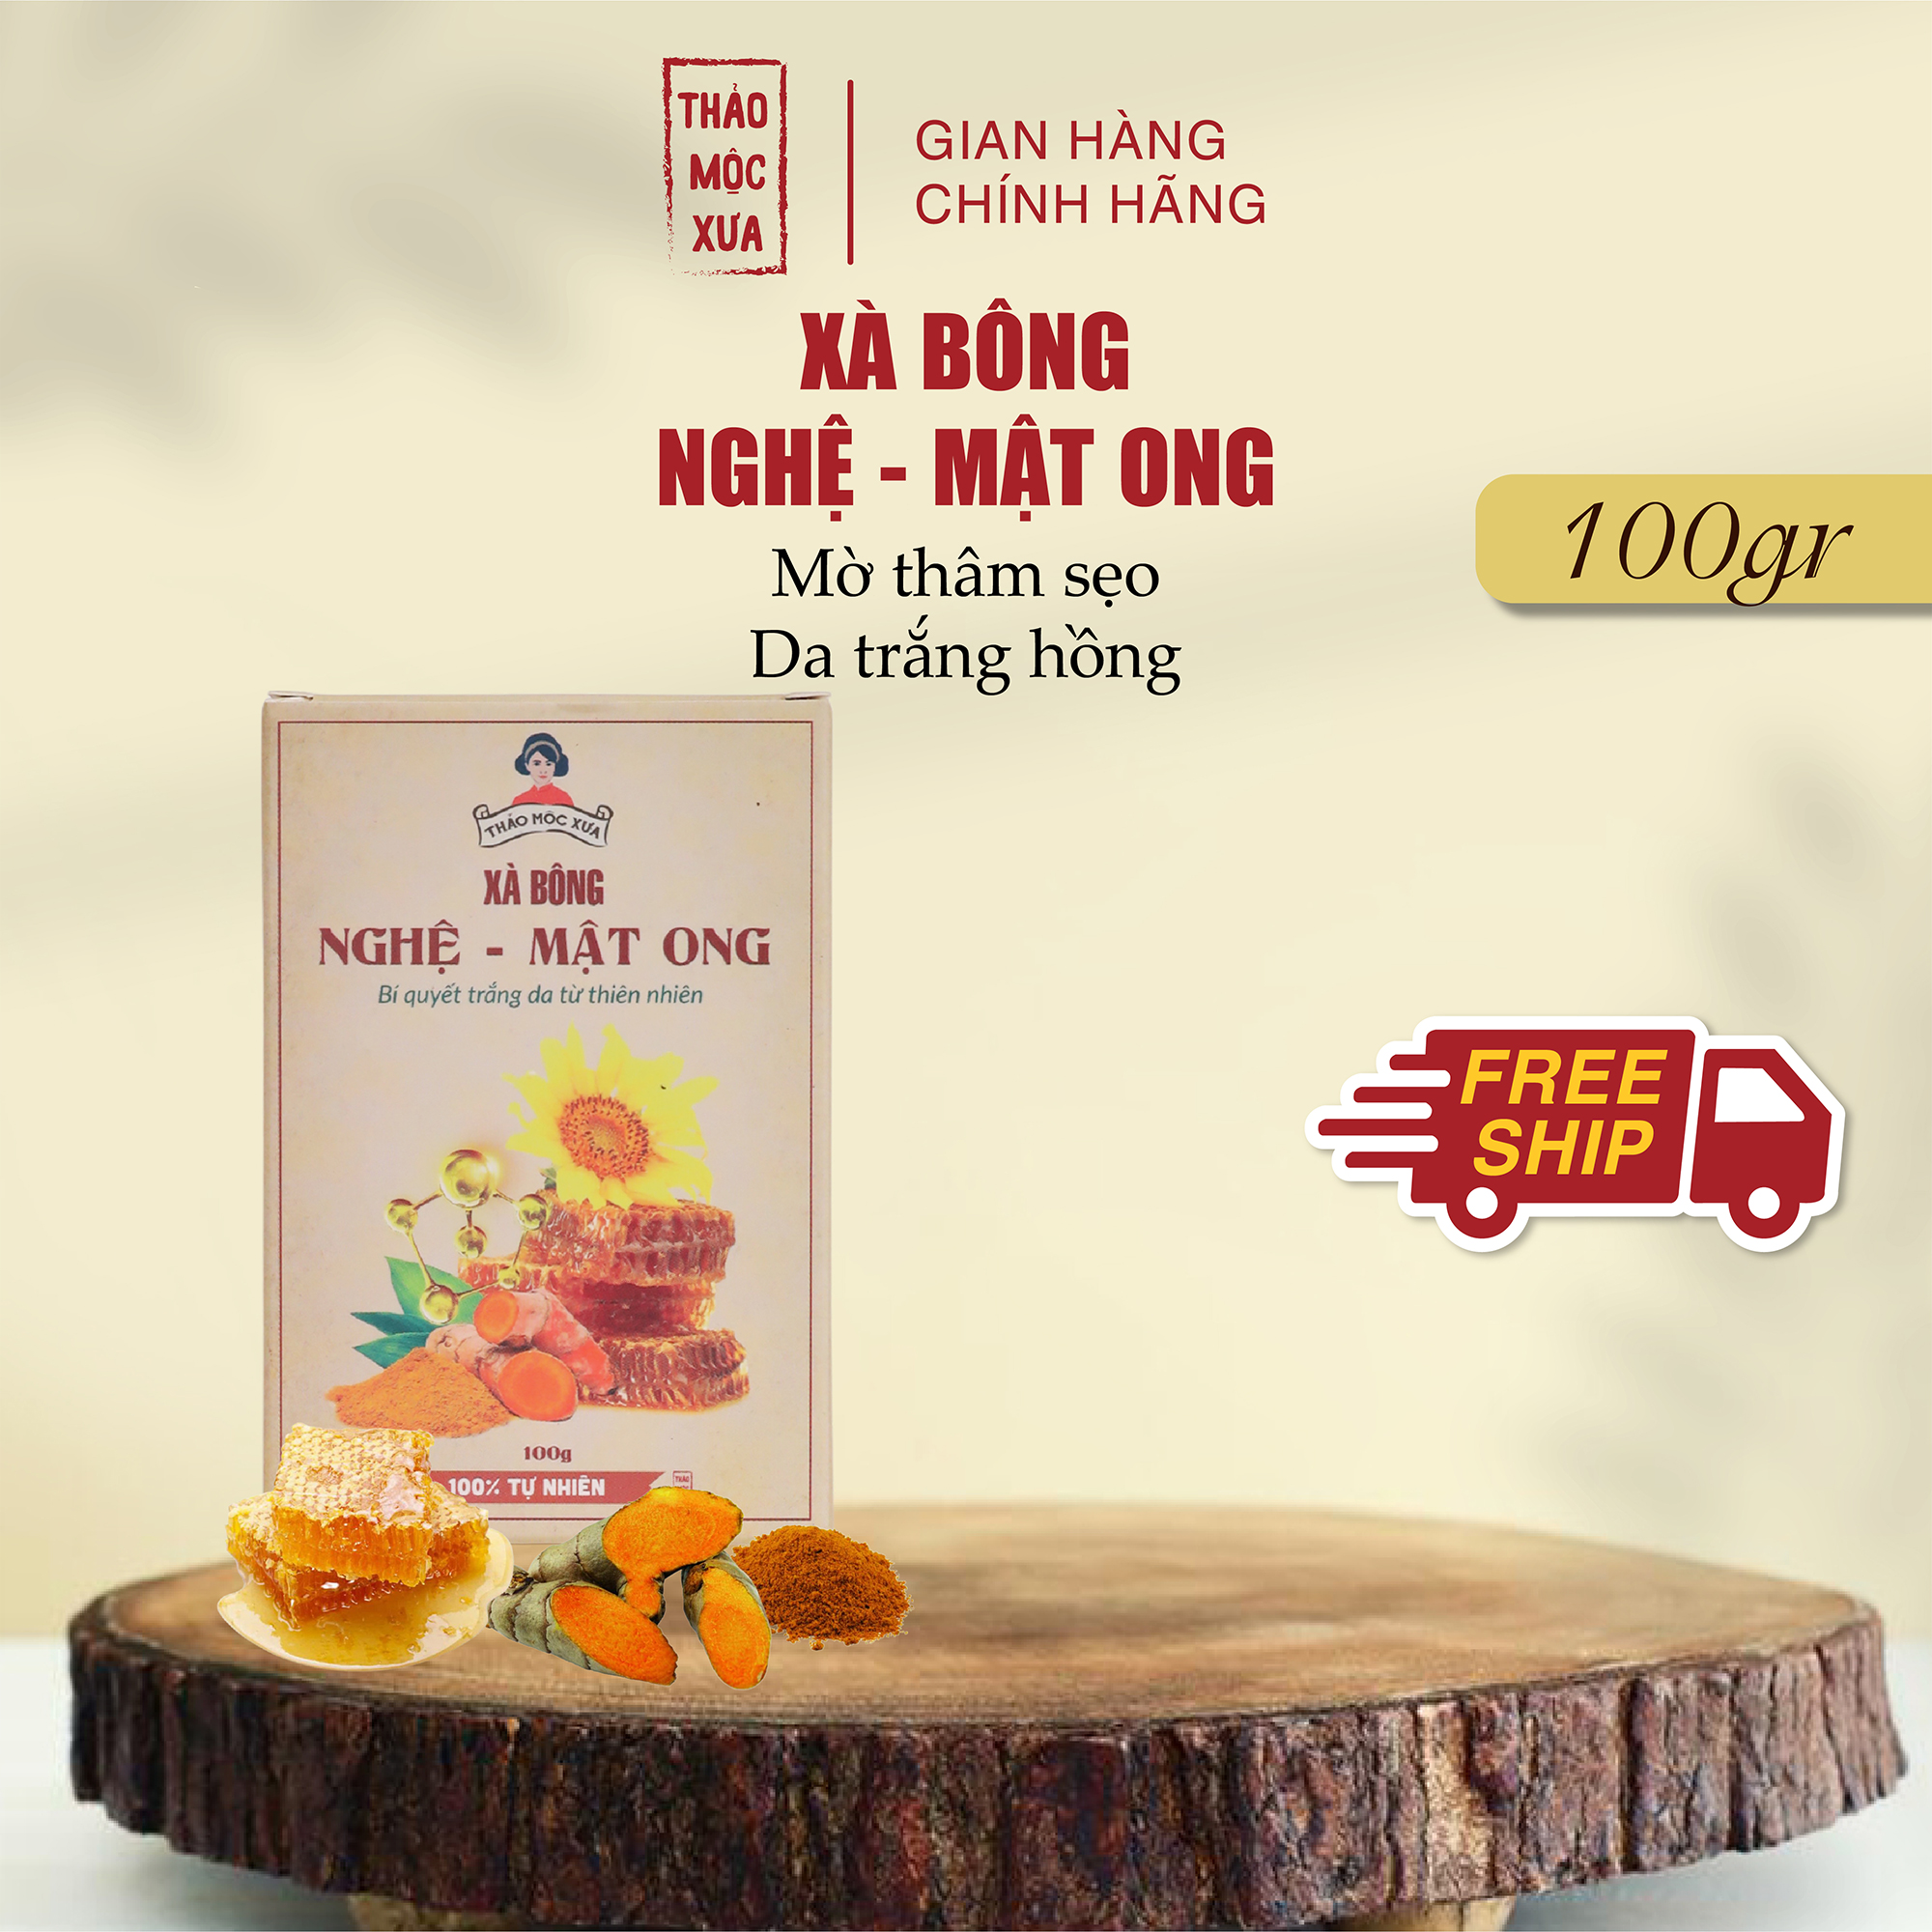 THẢO
MỘC
XƯA
GIAN HÀNG
CHÍNH HÃNG
XÀ BÔNG
NGHỆ - MẬT ONG
Mờ thâm sẹo
Da trắng hồng
100gr
THẢO MỘC XƯA
XÀ BÔNG
NGHỆ - MẬT ONG
Bí quyết trắng da từ thiên nhiên
FREE
SHIP
100g
100% TỰ NHIÊN
THẢO